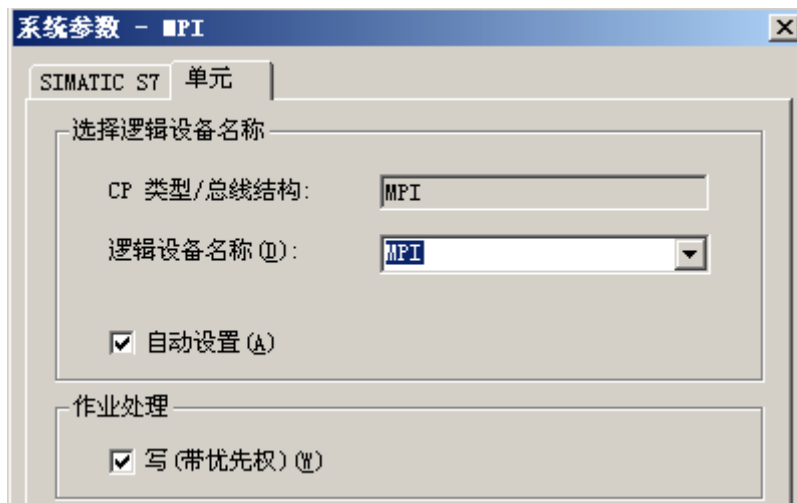 系统参数 - MPI
SIMATIC S7 单元
选择逻辑设备名称
CP 类型/总线结构: MPI
逻辑设备名称(D): MPI
自动设置(A)
作业处理
写(带优先权)(W)